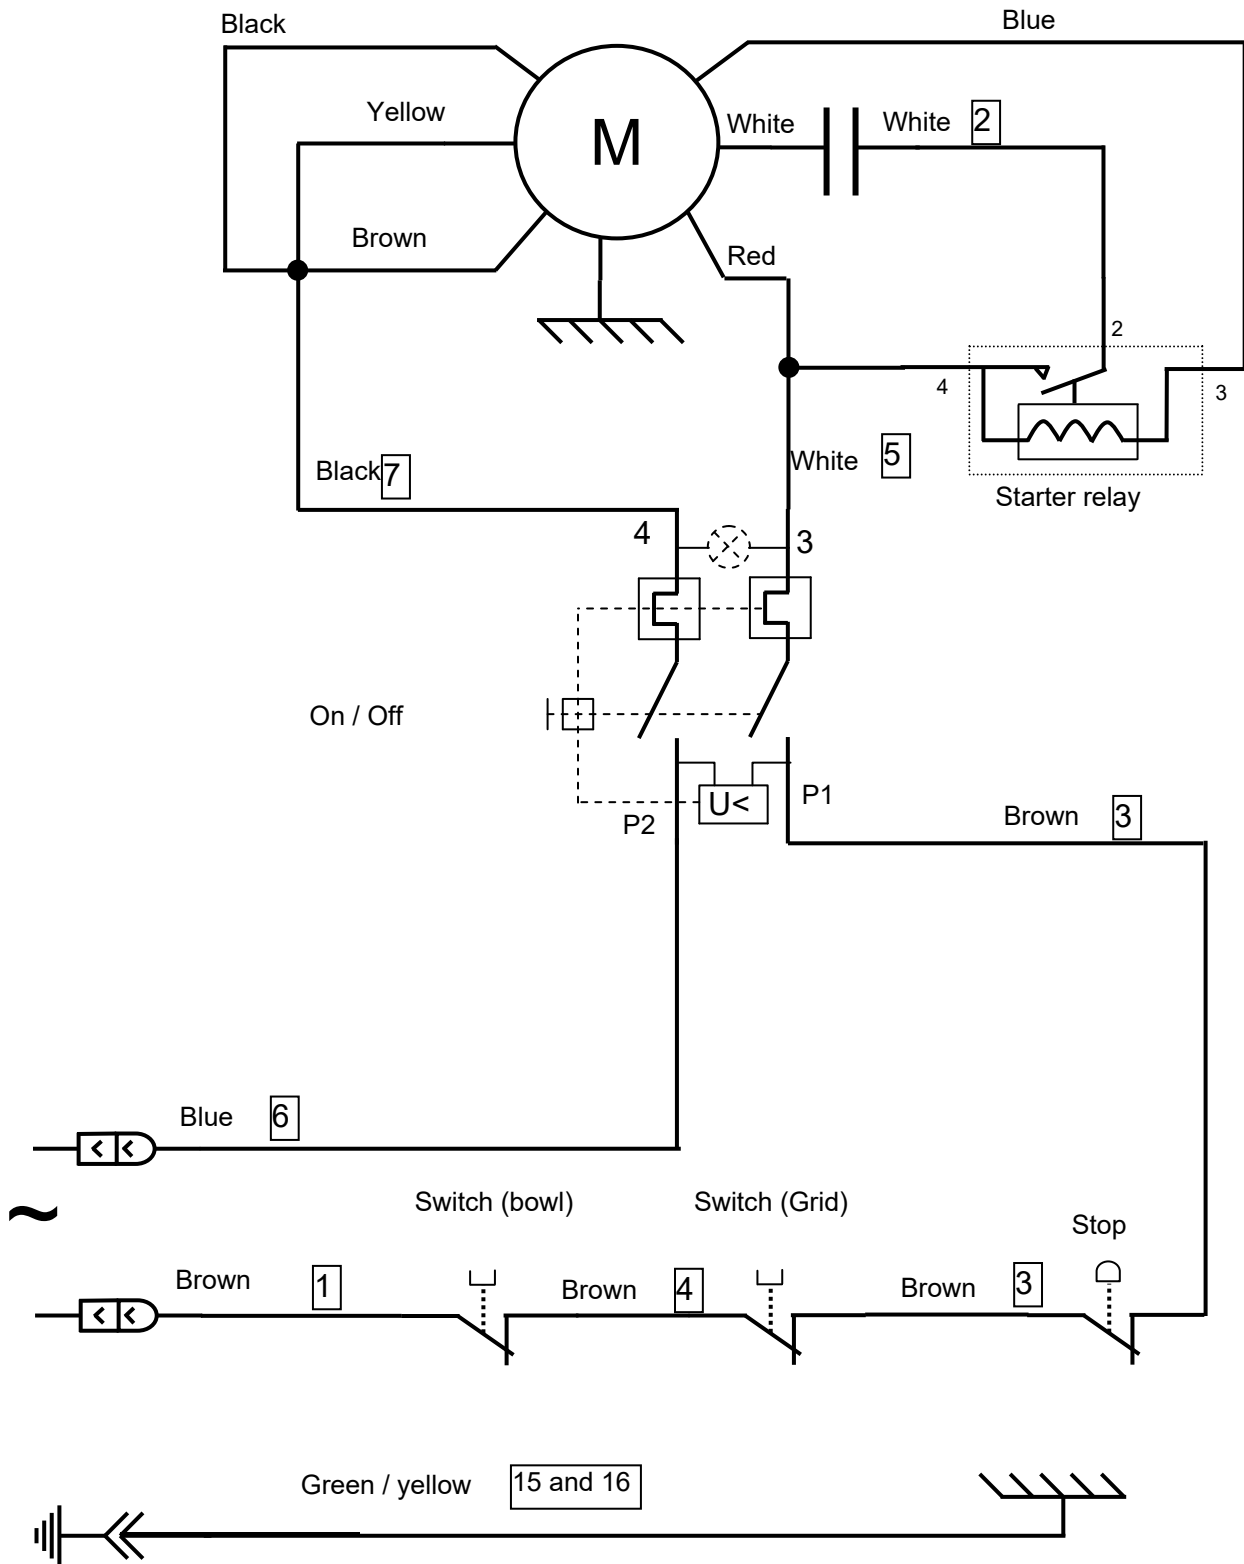 Black
Blue
Yellow
M
White
White 2
Brown
Red
2
4
3
Black 7
White 5
Starter relay
4
3
On / Off
U<
P1
P2
Brown 3
Blue 6
~
Switch (bowl)
Switch (Grid)
Stop
Brown 1
Brown 4
Brown 3
Green / yellow 15 and 16